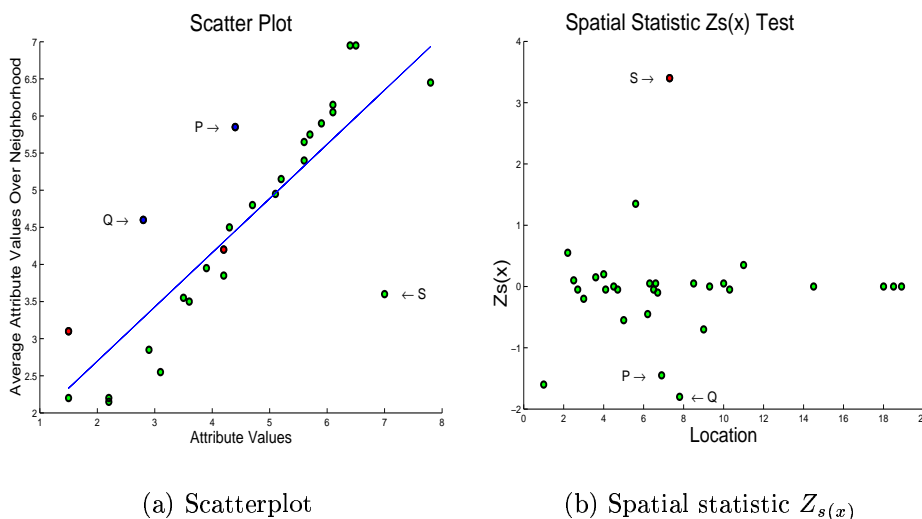 Scatter Plot
7
6.5
6
5.5
5
4.5
4
3.5
3
2.5
2
Average Attribute Values Over Neighborhood
P →
Q →
← S
1 2 3 4 5 6 7 8
Attribute Values
(a) Scatterplot
Spatial Statistic Zs(x) Test
4
3
2
1
0
−1
−2
Zs(x)
S →
P →
← Q
0 2 4 6 8 10 12 14 16 18 20
Location
(b) Spatial statistic Z_{s(x)}